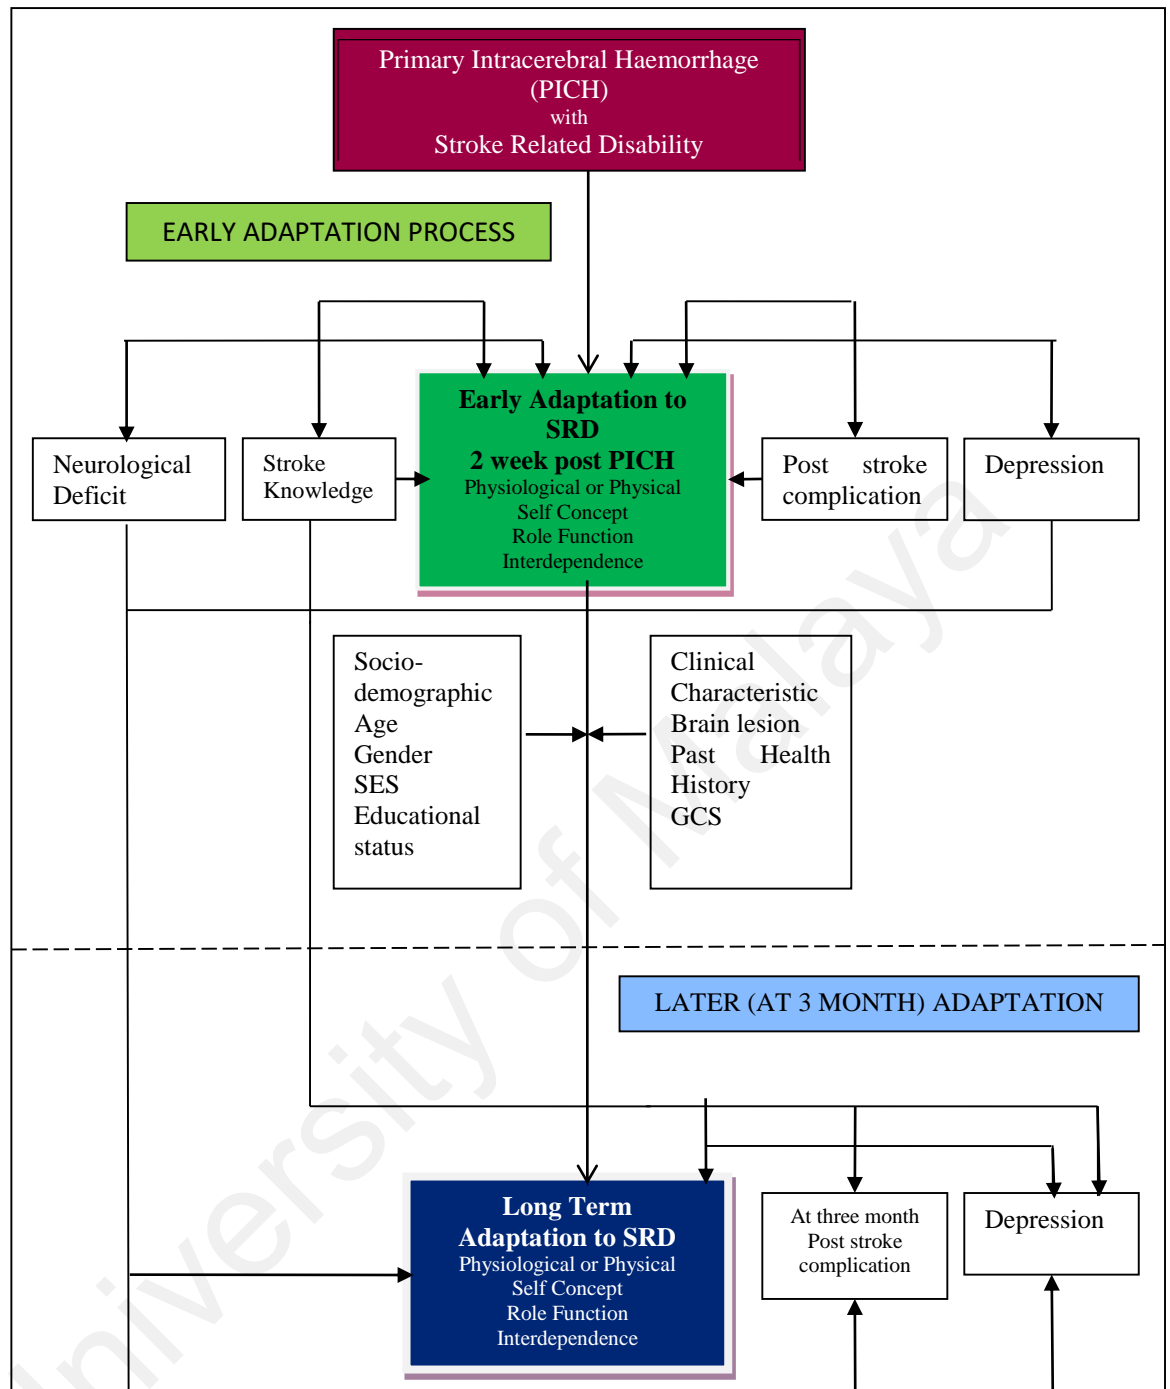 Primary Intracerebral Haemorrhage
(PICH)
with
Stroke Related Disability
EARLY ADAPTATION PROCESS
Early Adaptation to
SRD
2 week post PICH
Physiological or Physical
Self Concept
Role Function
Interdependence
Neurological
Deficit
Stroke
Knowledge
Post stroke
complication
Depression
Socio-
demographic
Age
Gender
SES
Educational
status
Clinical
Characteristic
Brain lesion
Past Health
History
GCS
LATER (AT 3 MONTH) ADAPTATION
Long Term
Adaptation to SRD
Physiological or Physical
Self Concept
Role Function
Interdependence
At three month
Post stroke
complication
Depression
University of Malaya